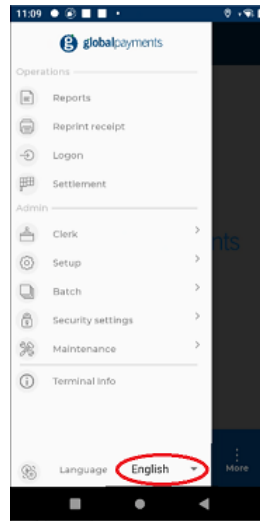 11:09
globalpayments
Operations
Reports
Reprint receipt
Logon
Settlement
Admin
Clerk
Setup
Batch
Security settings
Maintenance
Terminal Info
Language English
More